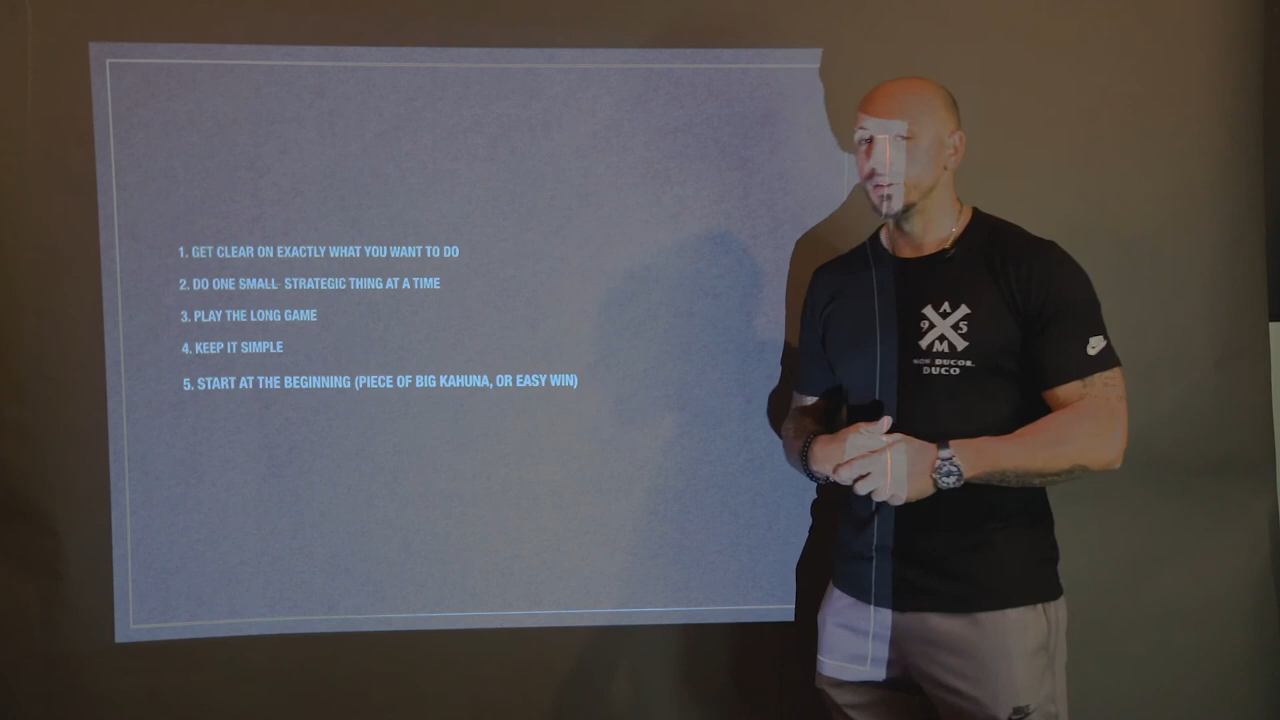 1. GET CLEAR ON EXACTLY WHAT YOU WANT TO DO
2. DO ONE SMALL STRATEGIC THING AT A TIME
3. PLAY THE LONG GAME
4. KEEP IT SIMPLE
5. START AT THE BEGINNING (PIECE OF BIG KAHUNA, OR EASY WIN)
A
9 5
M
NON DUCOR,
DUCO